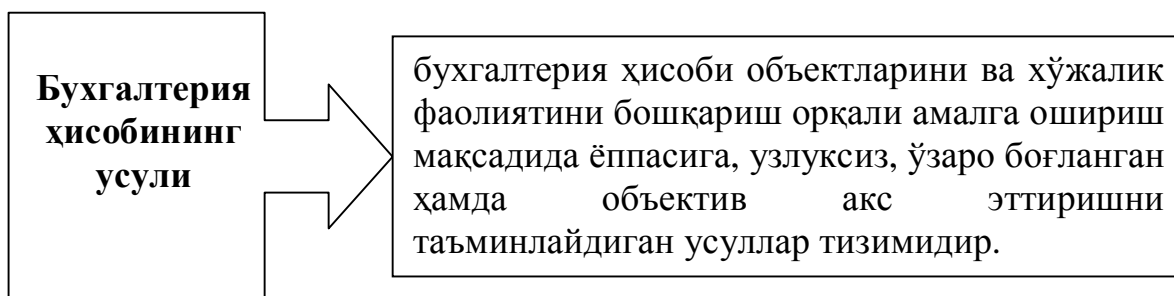 Бухгалтерия
ҳисобининг
усули
бухгалтерия ҳисоби объектларини ва хўжалик
фаолиятини бошқариш орқали амалга ошириш
мақсадида ёппасига, узлуксиз, ўзаро боғланган
ҳамда объектив акс эттиришни
таъминлайдиган усуллар тизимидир.